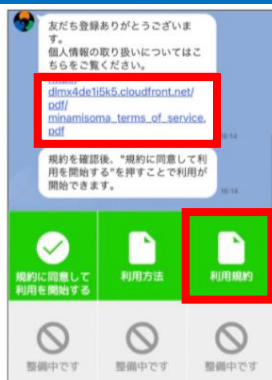 友だち登録ありがとうございま
す。
個人情報の取り扱いについてはこ
ちらをご覧ください。
dlmx4de1i5k5.cloudfront.net/
pdf/
minamisoma_terms_of_service.
pdf
16:14
規約を確認後、"規約に同意して利
用を開始する"を押すことで利用が
開始できます。
16:14
規約に同意して
利用を開始する
利用方法
利用規約
整備中です
整備中です
整備中です